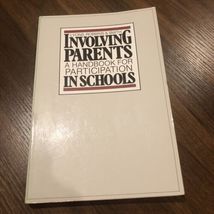 INVOLVING
PARENTS
A HANDBOOK FOR
PARTICIPATION
IN SCHOOLS